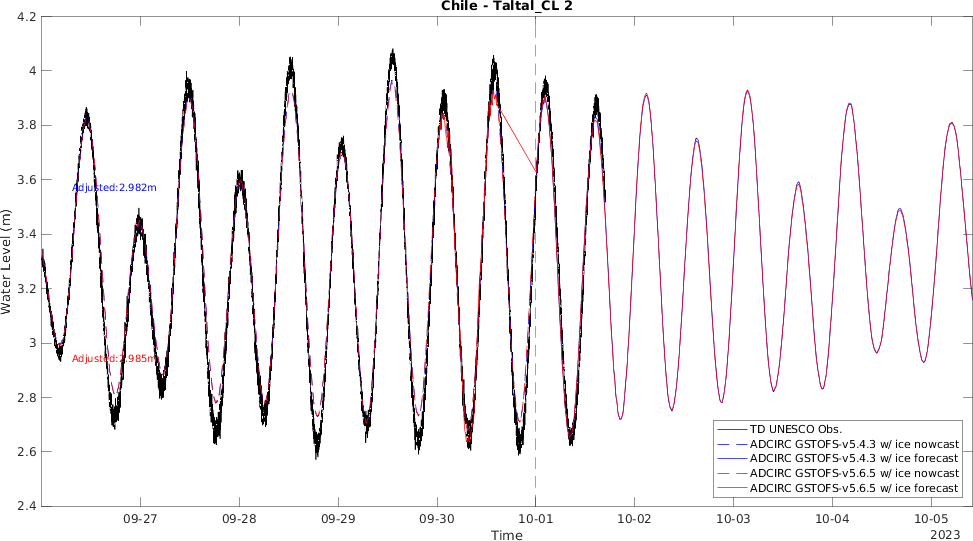 Chile - Taltal_CL 2
4.2
4
3.8
3.6
3.4
3.2
3
2.8
2.6
2.4
Water Level (m)
Adjusted:2.982m
Adjusted:2.985m
TD UNESCO Obs.
ADCIRC GSTOFS-v5.4.3 w/ ice nowcast
ADCIRC GSTOFS-v5.4.3 w/ ice forecast
ADCIRC GSTOFS-v5.6.5 w/ ice nowcast
ADCIRC GSTOFS-v5.6.5 w/ ice forecast
09-27 09-28 09-29 09-30 10-01 10-02 10-03 10-04 10-05
Time
2023